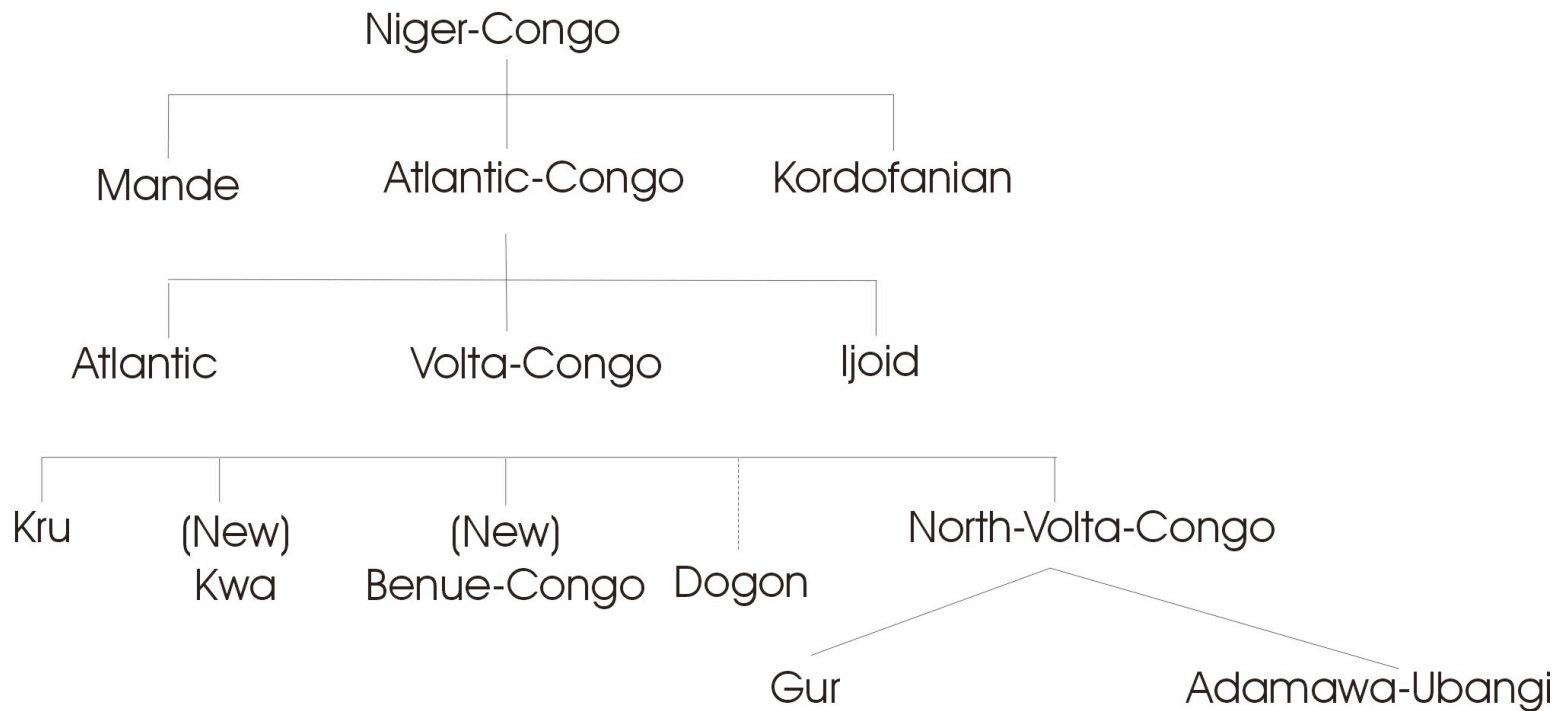 Niger-Congo
Mande
Atlantic-Congo
Kordofanian
Atlantic
Volta-Congo
Ijoid
Kru
(New)
Kwa
(New)
Benue-Congo
Dogon
North-Volta-Congo
Gur
Adamawa-Ubangi